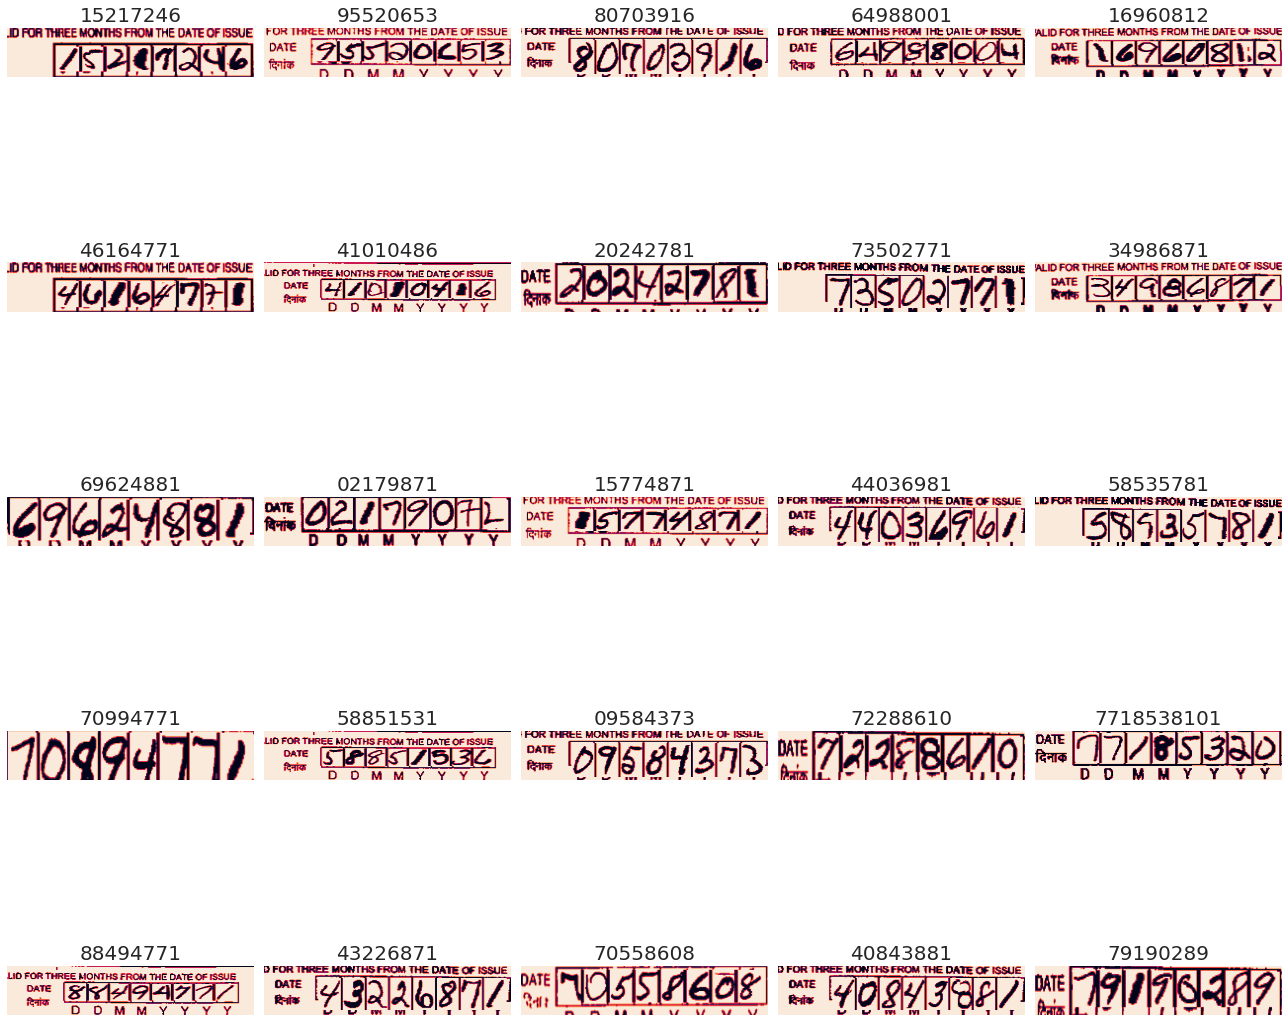 15217246 95520653 80703916 64988001 16960812
LID FOR THREE MONTHS FROM THE DATE OF ISSUE FOR THREE MONTHS FROM THE DATE OF ISSUE FOR THREE MONTHS FROM THE DATE OF ISSUE FOR THREE MONTHS FROM THE DATE OF ISSUE ALID FOR THREE MONTHS FROM THE DATE OF ISSUE
15217246 DATE 95520653 DATE 80703916 DATE 64988004 DATE 16960812
दिनांक D D M M Y Y Y Y दिनांक दिनांक D D M M Y Y Y Y दिनांक D D M M Y Y Y Y
46164771 41010486 20242781 73502771 34986871
LID FOR THREE MONTHS FROM THE DATE OF ISSUE LID FOR THREE MONTHS FROM THE DATE OF ISSUE LID FOR THREE MONTHS FROM THE DATE OF ISSUE ALID FOR THREE MONTHS FROM THE DATE OF ISSUE
46164771 DATE 41010416 DATE 20242781 73502771 DATE 34986871
दिनांक D D M M Y Y Y Y दिनांक D D M M Y Y Y Y दिनांक D D M M Y Y Y Y
69624881 02179871 15774871 44036981 58535781
FOR THREE MONTHS FROM THE DATE OF ISSUE FOR THREE MONTHS FROM THE DATE OF ISSUE LID FOR THREE MONTHS FROM THE DATE OF ISSUE
69624881 DATE 02179072 DATE 15774871 DATE 44036961 58535781
दिनांक D D M M Y Y Y Y दिनांक D D M M Y Y Y Y दिनांक
70994771 58851531 09584373 72288610 7718538101
LID FOR THREE MONTHS FROM THE DATE OF ISSUE FOR THREE MONTHS FROM THE DATE OF ISSUE
70894771 DATE 58851536 DATE 09584373 DATE 72288610 DATE 77185320
दिनांक D D M M Y Y Y Y दिनांक दिनांक दिनांक D D M M Y Y Y Y
88494771 43226871 70558608 40843881 79190289
LID FOR THREE MONTHS FROM THE DATE OF ISSUE FOR THREE MONTHS FROM THE DATE OF ISSUE FOR THREE MONTHS FROM THE DATE OF ISSUE
DATE 88494771 DATE 43226871 DATE 70558608 DATE 40843881 DATE 79190289
दिनांक D D M M Y Y Y Y दिनांक दिनांक दिनांक